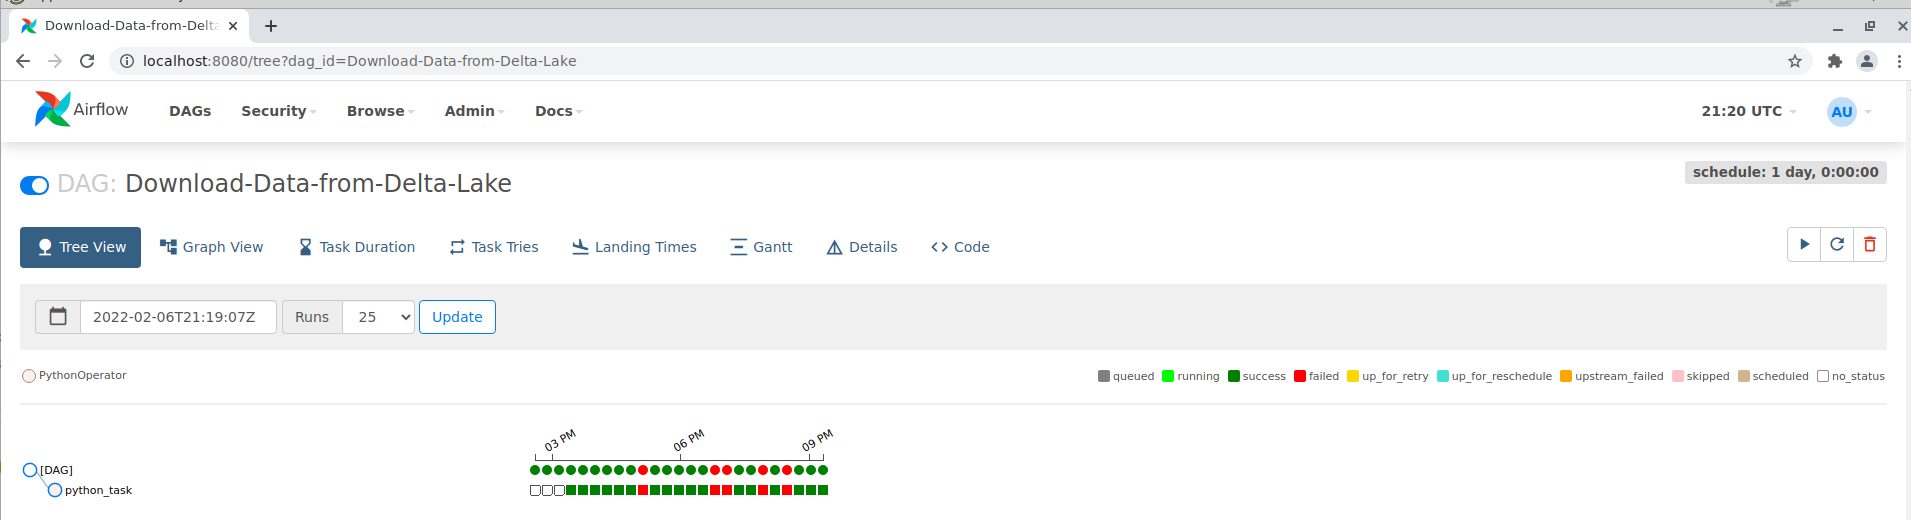 Download-Data-from-Delta
localhost:8080/tree?dag_id=Download-Data-from-Delta-Lake
Airflow DAGs Security Browse Admin Docs 21:20 UTC AU
DAG: Download-Data-from-Delta-Lake schedule: 1 day, 0:00:00
Tree View Graph View Task Duration Task Tries Landing Times Gantt Details Code
2022-02-06T21:19:07Z Runs 25 Update
PythonOperator queued running success failed up_for_retry up_for_reschedule upstream_failed skipped scheduled no_status
03 PM 06 PM 09 PM
[DAG]
python_task